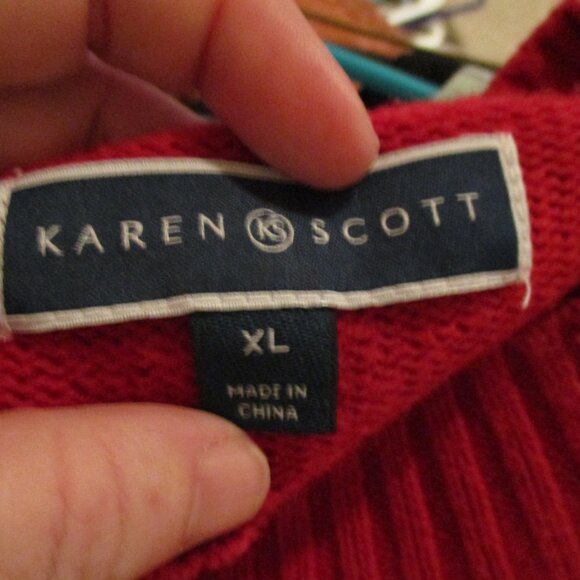 KAREN KS SCOTT
XL
MADE IN
CHINA